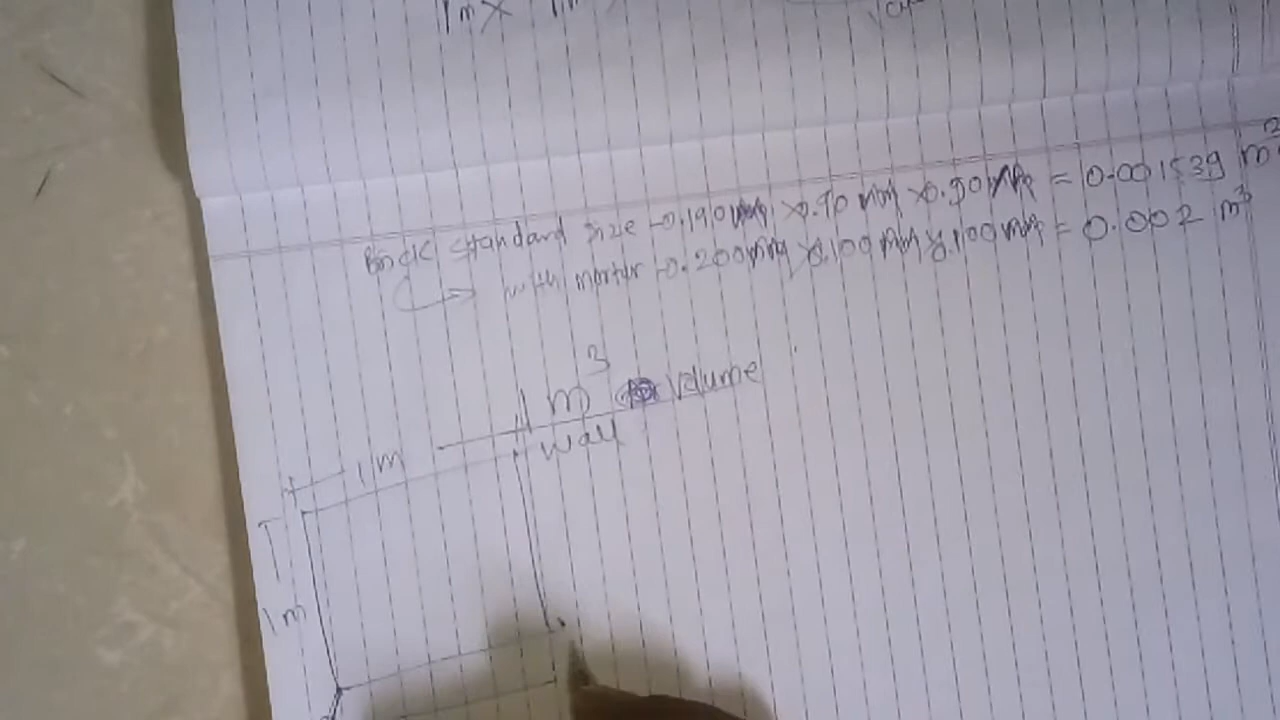 1m x
Brick standard size - 0.190 mm x 0.90 mm x 0.90 mm = 0.001539 m³
with mortar - 0.200 mm x 0.100 mm x 0.100 mm = 0.002 m³
1 m³ volume
wall
1m
1m